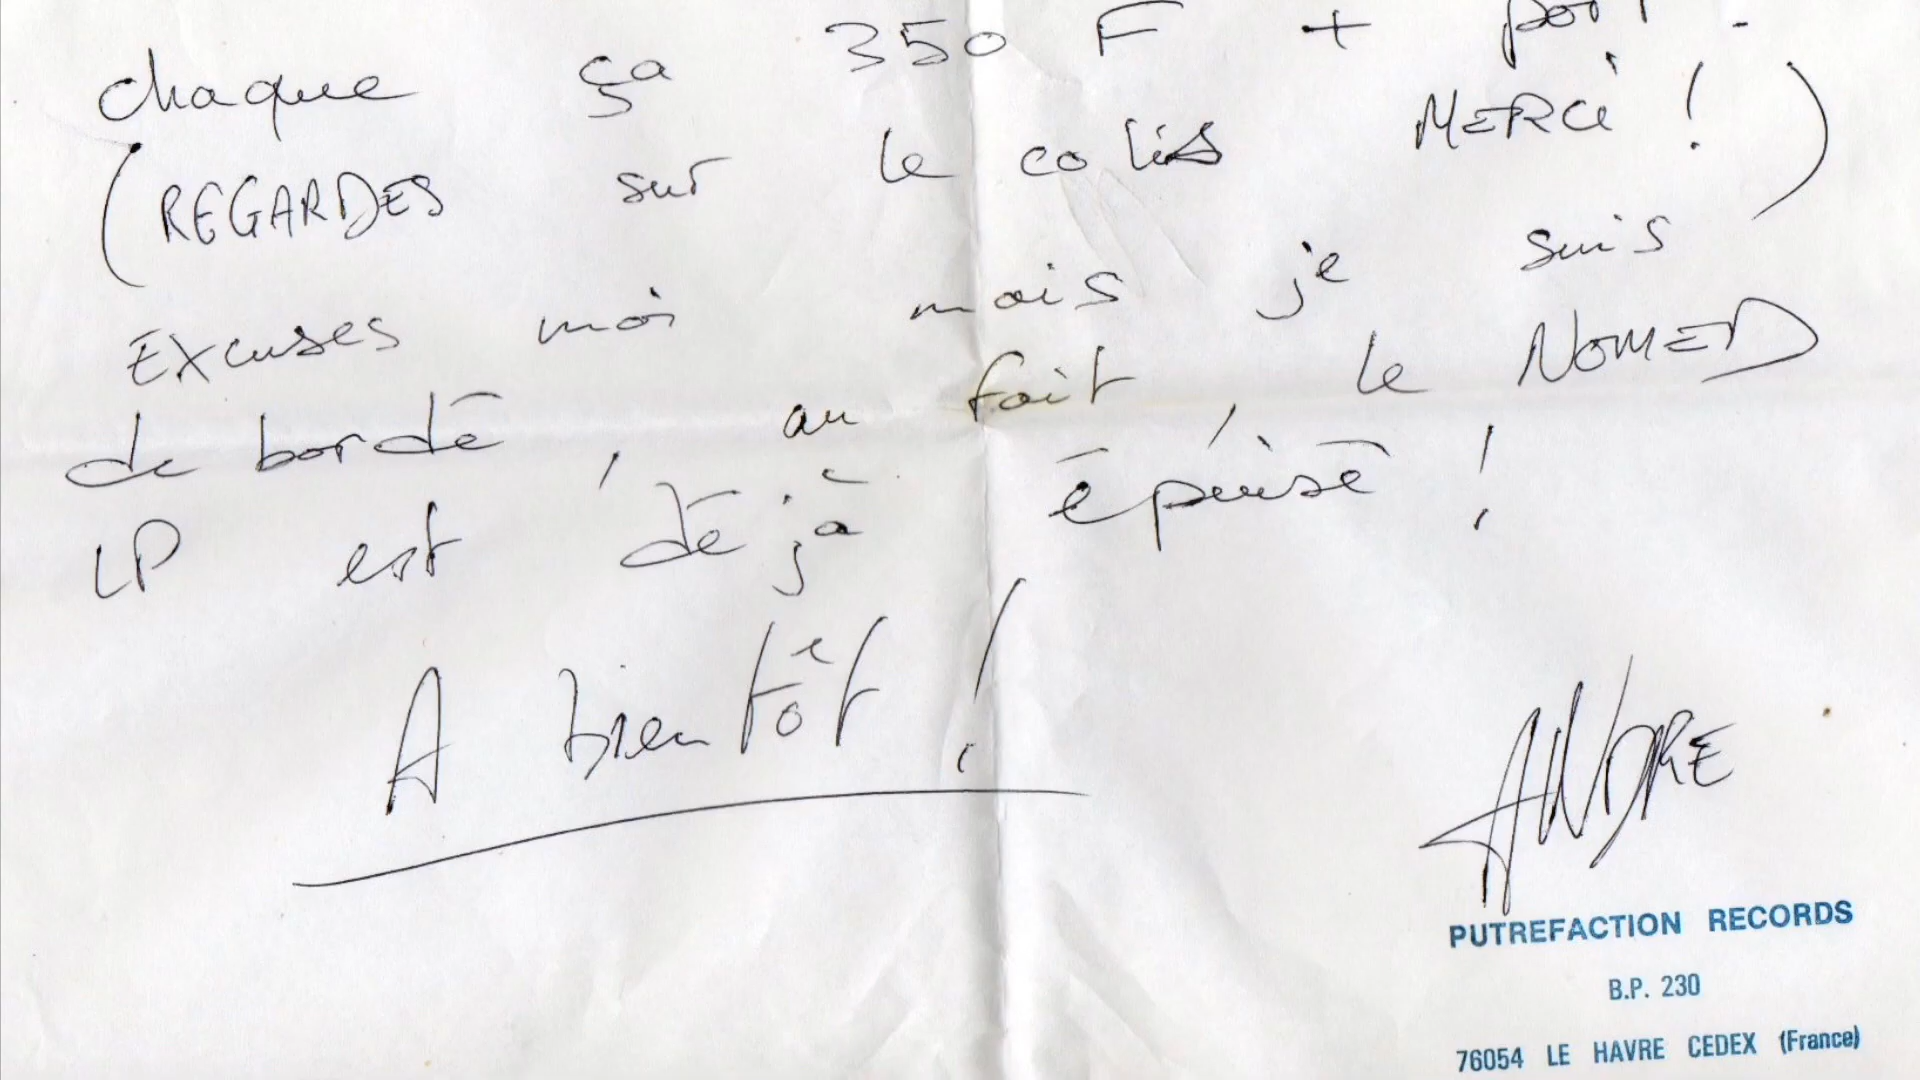 chaque ça 350 F + port.
(REGARDES sur le colis MERCi !)
EXCuses moi mais je suis
débordé, au fait, le NOMED
LP est déjà épuisé !
A bientôt !
ANDRE
PUTREFACTION RECORDS
B.P. 230
76054 LE HAVRE CEDEX (France)